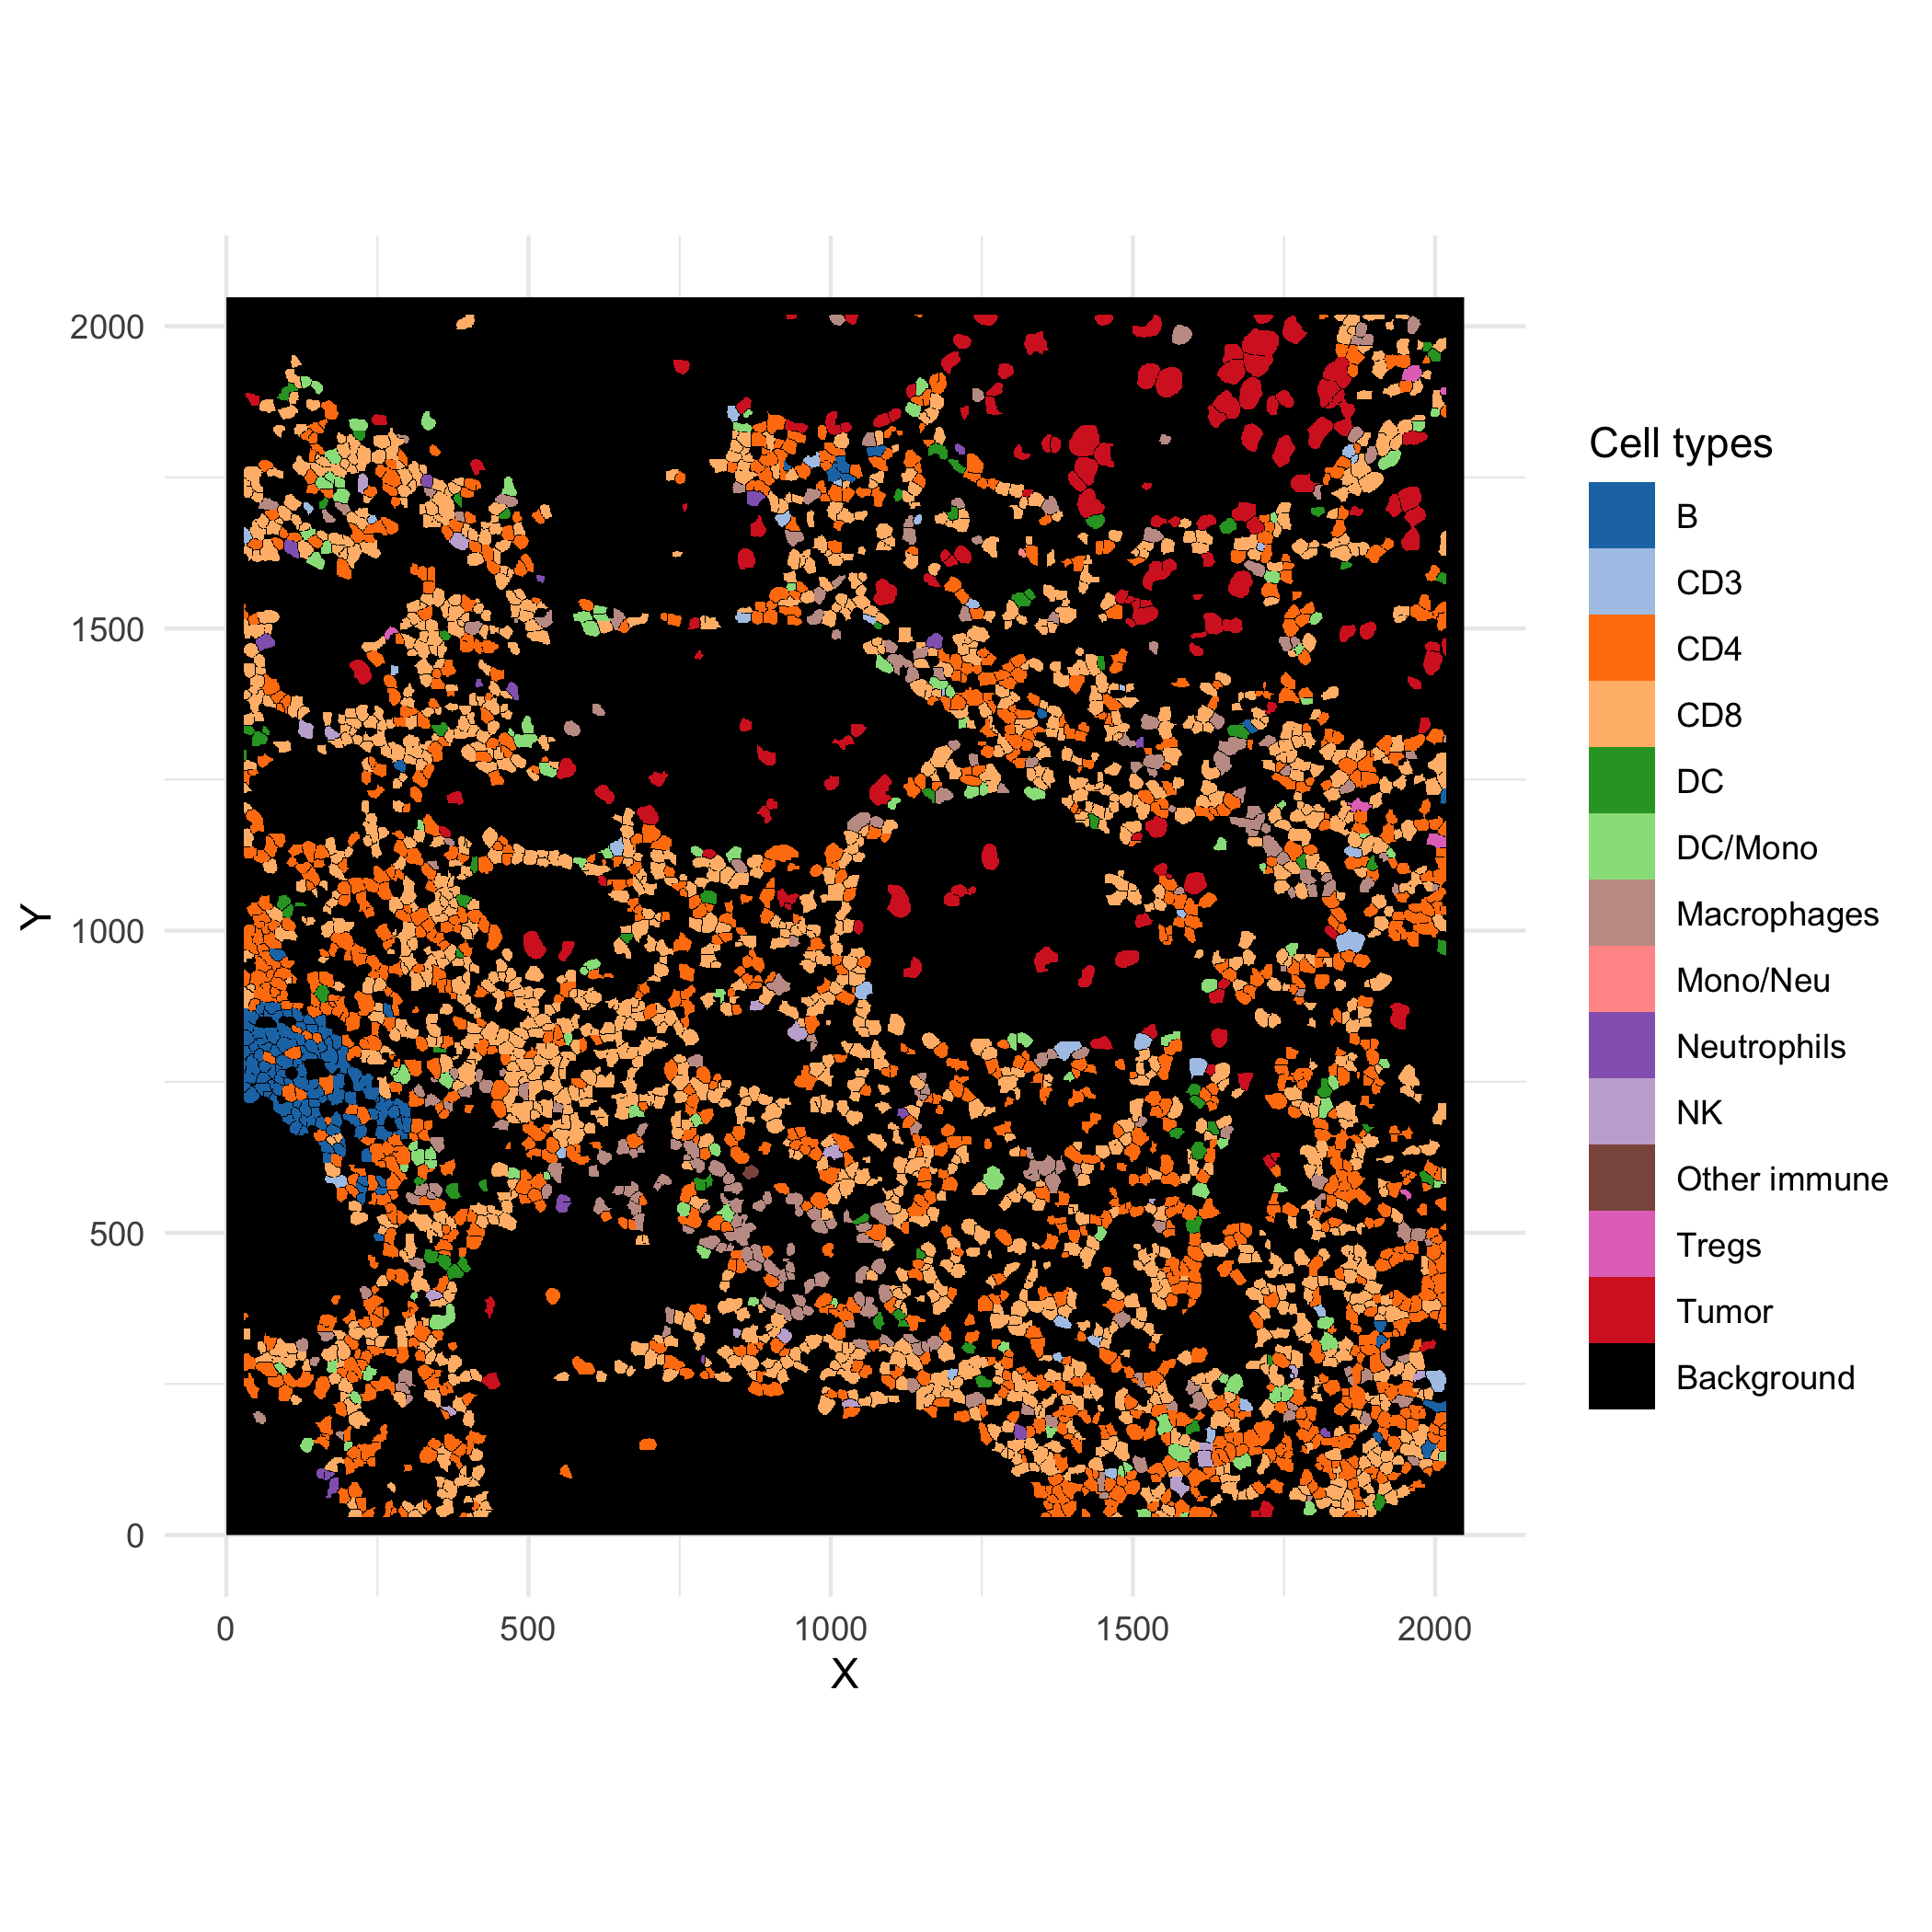 2000
1500
1000
500
0
Y
0 500 1000 1500 2000
X
Cell types
B
CD3
CD4
CD8
DC
DC/Mono
Macrophages
Mono/Neu
Neutrophils
NK
Other immune
Tregs
Tumor
Background